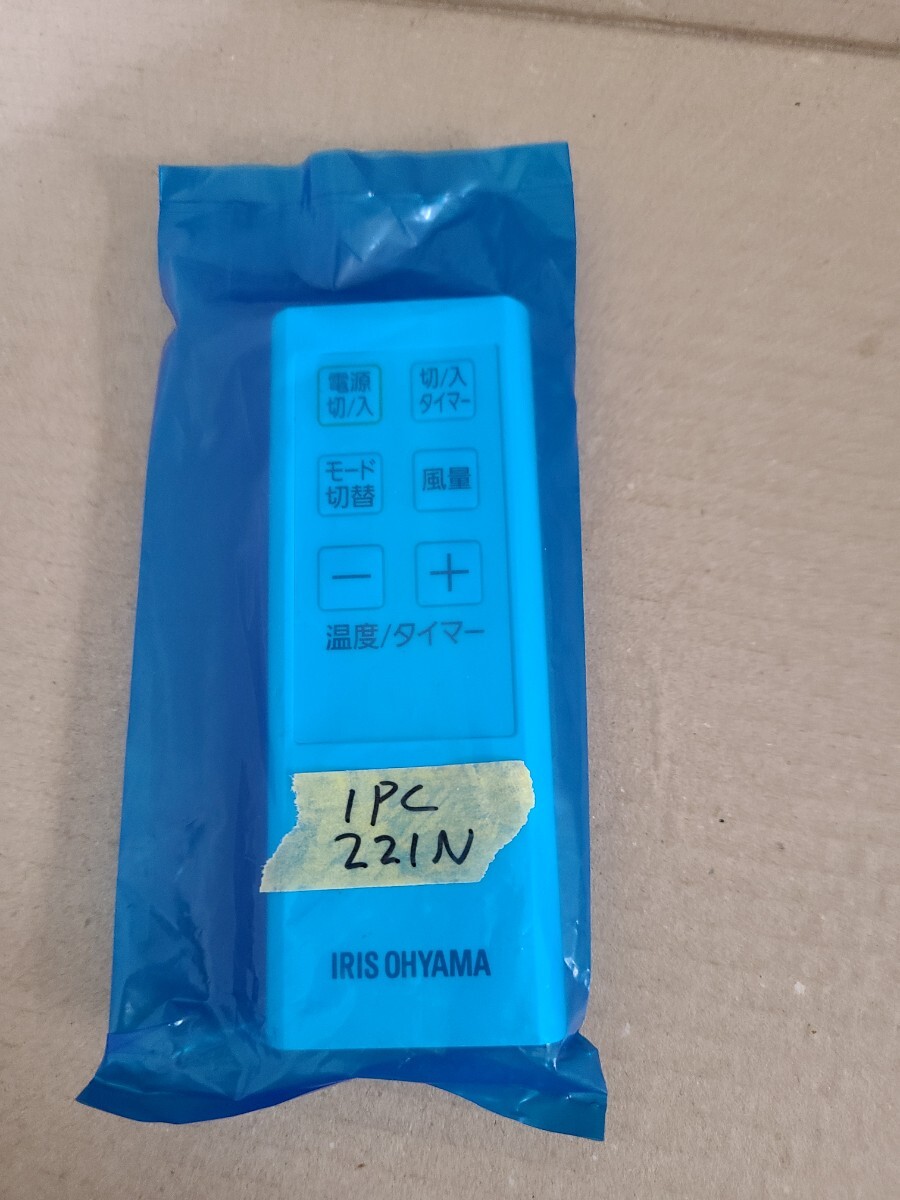 電源
切/入
切/入
タイマー
モード
切替
風量
－
＋
温度/タイマー
IPC
221N
IRIS OHYAMA